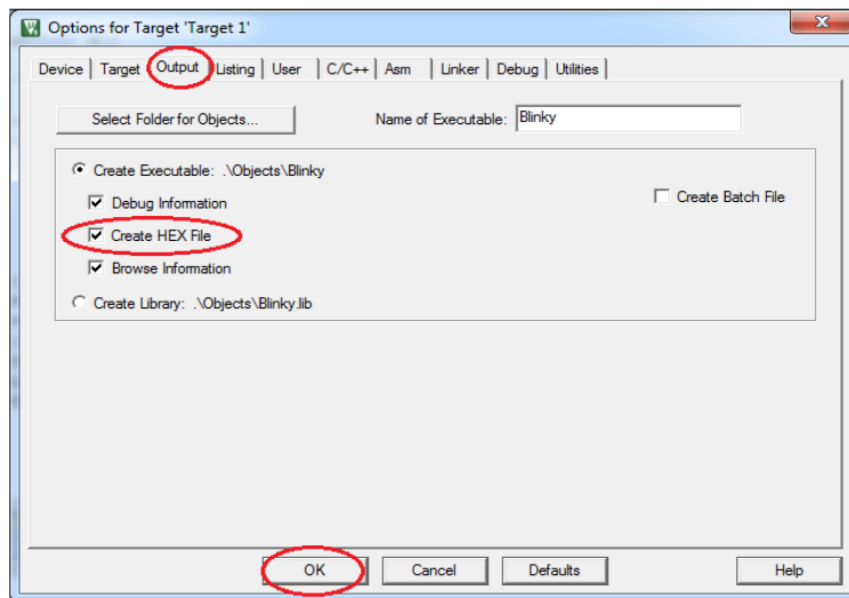 Options for Target 'Target 1'
Device Target Output Listing User C/C++ Asm Linker Debug Utilities
Select Folder for Objects... Name of Executable: Blinky
Create Executable: .\Objects\Blinky
Debug Information Create Batch File
Create HEX File
Browse Information
Create Library: .\Objects\Blinky.lib
OK Cancel Defaults Help